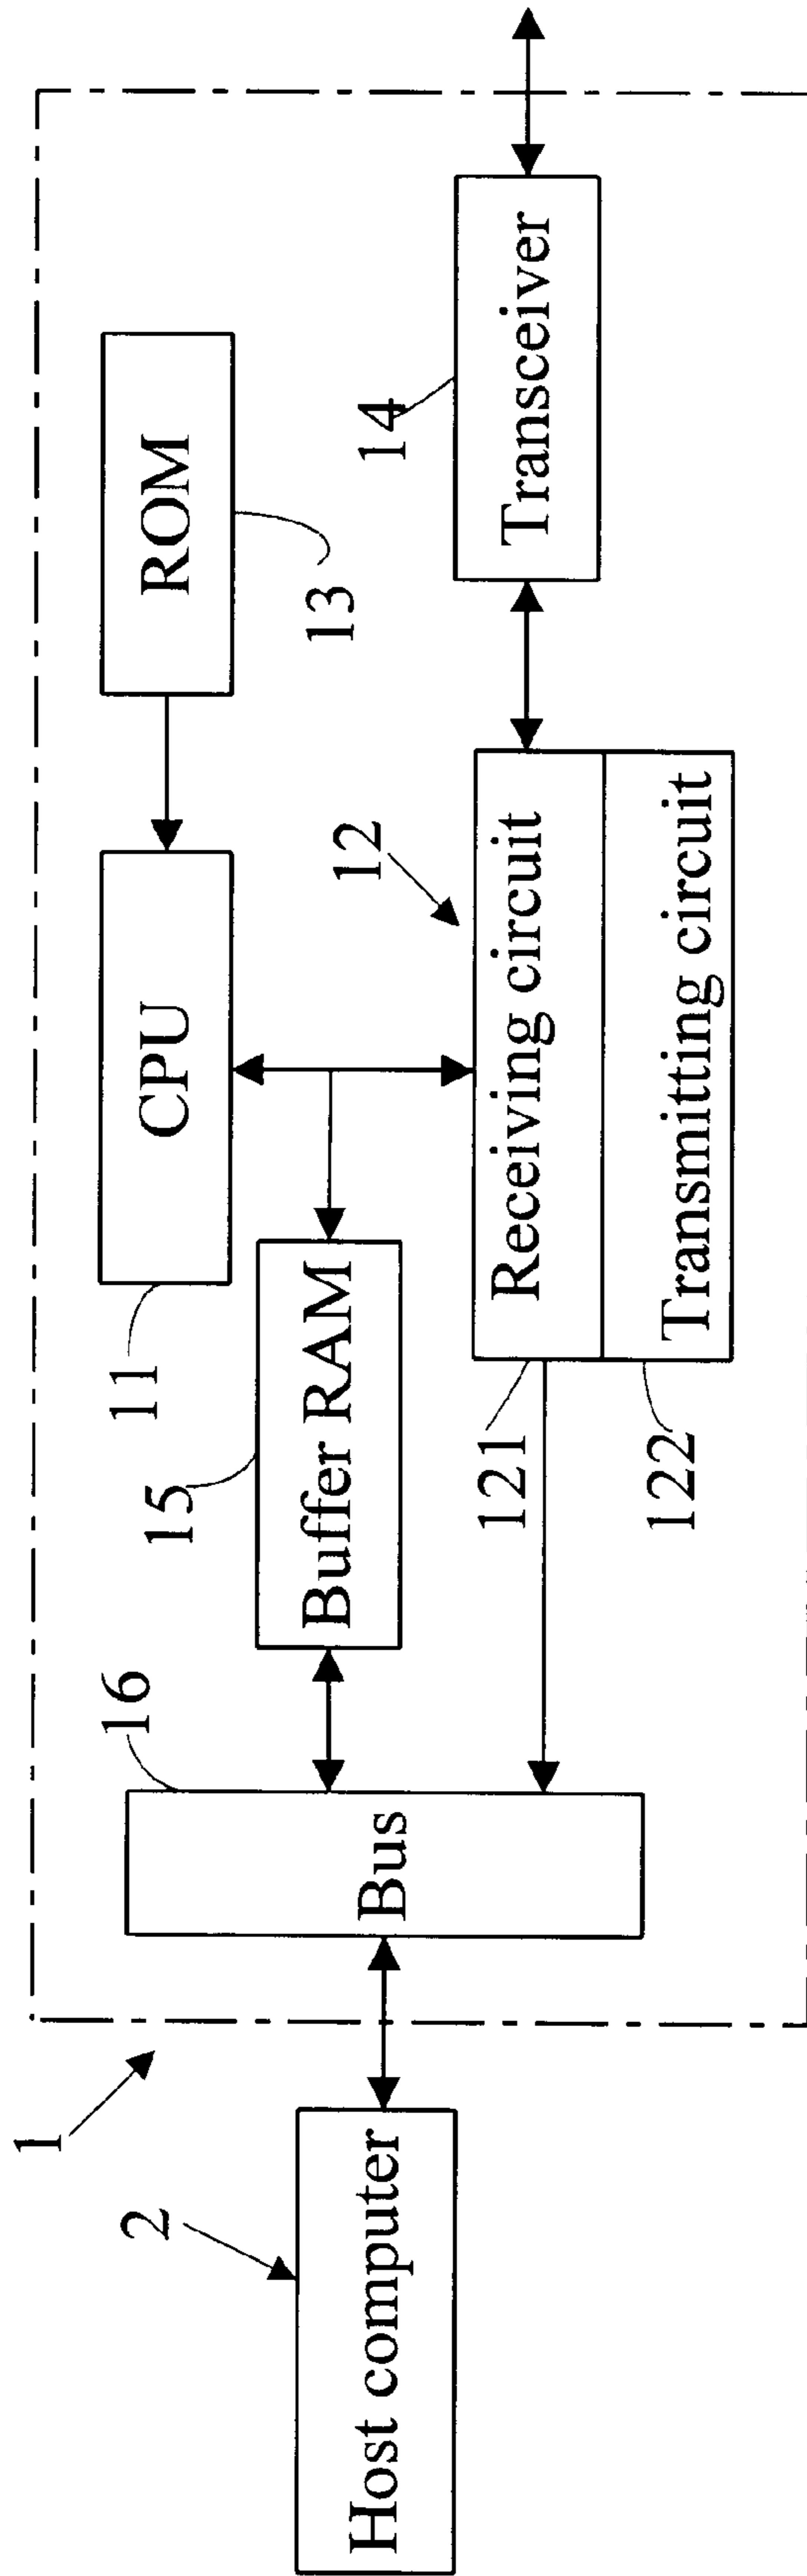 1
2
Host computer
16
Bus
11
CPU
ROM
13
15
Buffer RAM
12
14
Transceiver
121
Receiving circuit
122
Transmitting circuit